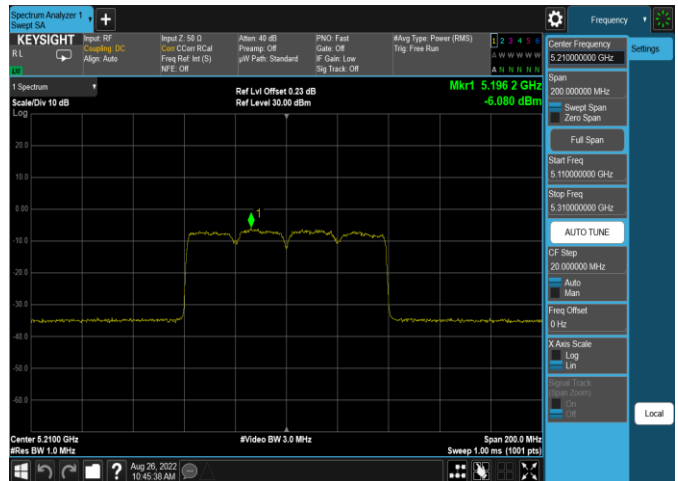 Spectrum Analyzer 1
Swept SA
+
Frequency
KEYSIGHT
R L
LV
Input: RF
Coupling: DC
Align: Auto
Input Z: 50 Ω
Corr CCorr RCal
Freq Ref: Int (S)
NFE: Off
Atten: 40 dB
Preamp: Off
µW Path: Standard
PNO: Fast
Gate: Off
IF Gain: Low
Sig Track: Off
#Avg Type: Power (RMS)
Trig: Free Run
1 2 3 4 5 6
A W W W W W
A N N N N N
1 Spectrum
Scale/Div 10 dB
Log
Ref Lvl Offset 0.23 dB
Ref Level 30.00 dBm
Mkr1 5.196 2 GHz
-6.080 dBm
20.0
10.0
0.00
-10.0
-20.0
-30.0
-40.0
-50.0
-60.0
1
Center 5.2100 GHz
#Res BW 1.0 MHz
#Video BW 3.0 MHz
Span 200.0 MHz
Sweep 1.00 ms (1001 pts)
?
Aug 26, 2022
10:45:38 AM
Center Frequency
5.210000000 GHz
Settings
Span
200.000000 MHz
Swept Span
Zero Span
Full Span
Start Freq
5.110000000 GHz
Stop Freq
5.310000000 GHz
AUTO TUNE
CF Step
20.000000 MHz
Auto
Man
Freq Offset
0 Hz
X Axis Scale
Log
Lin
Signal Track
(Span Zoom)
On
Off
Local